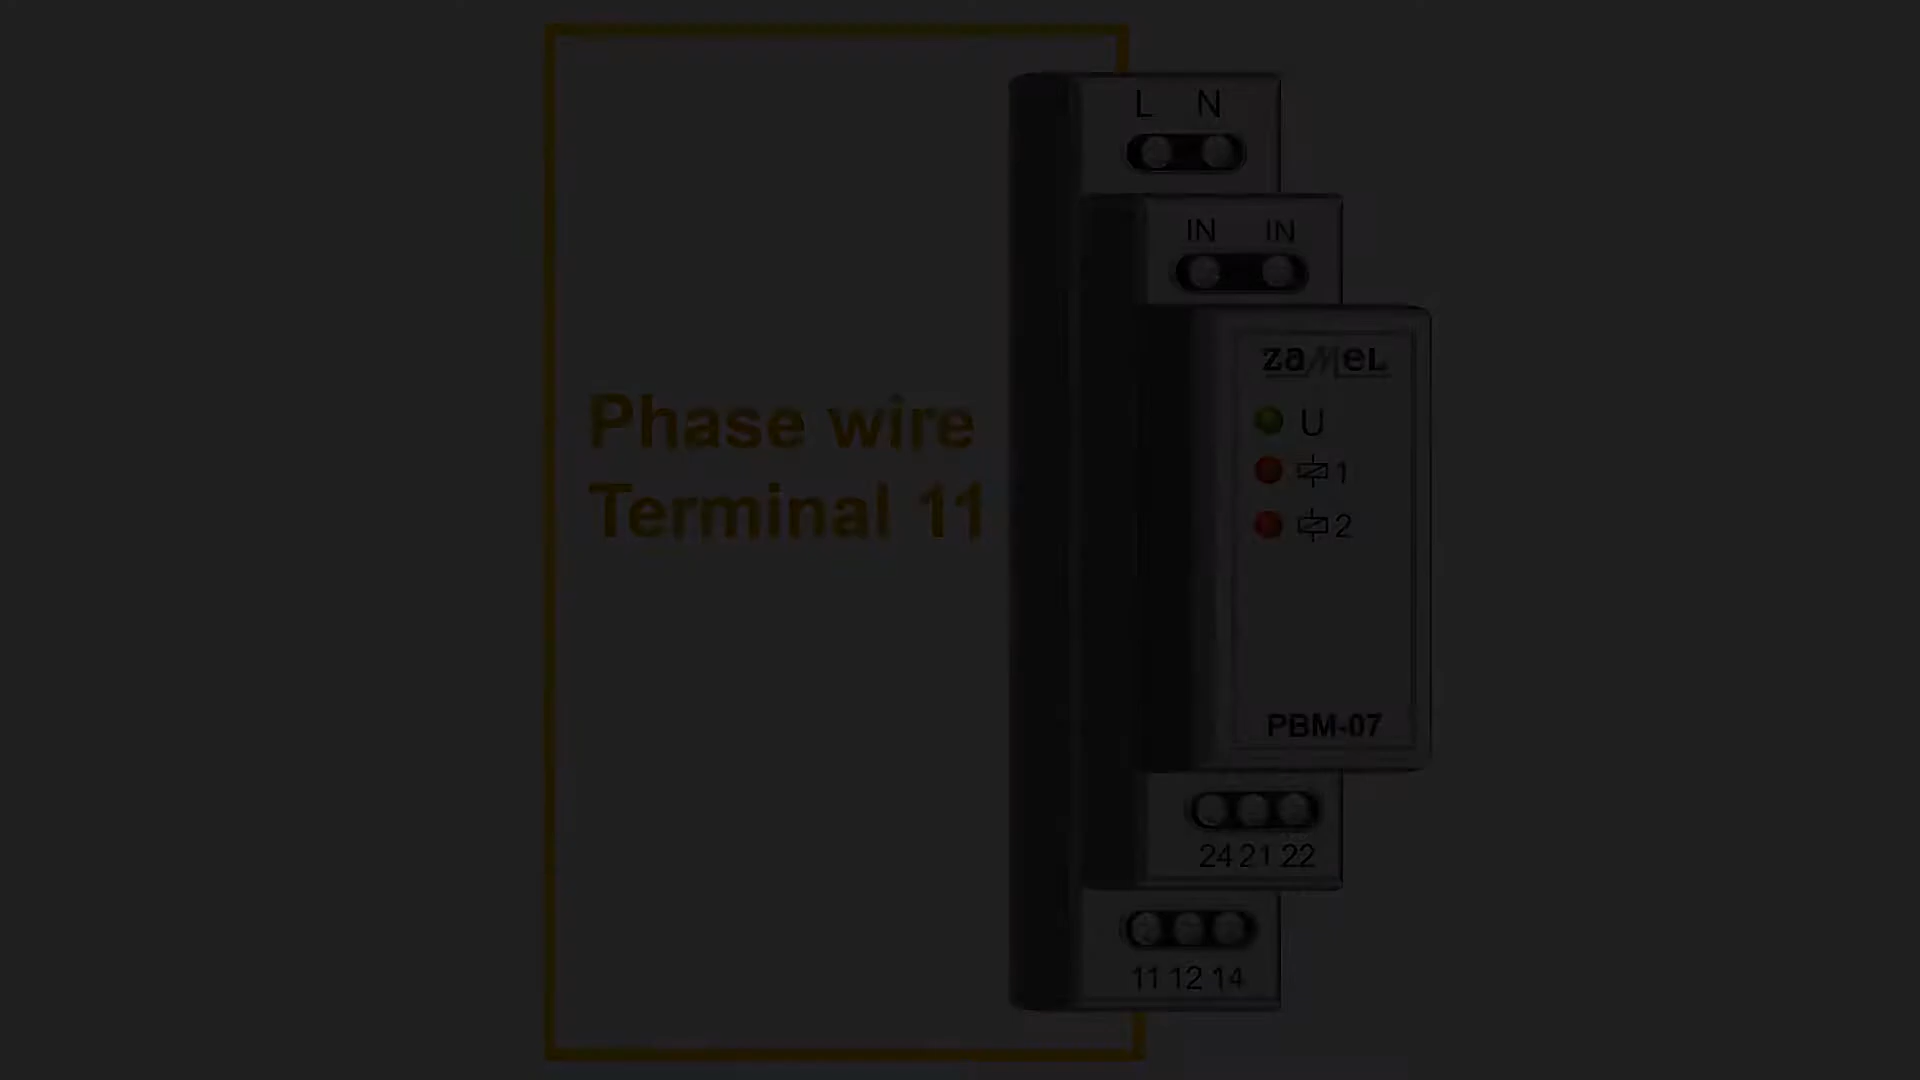 L N
IN IN
zaMeL
U
Phase wire
1
Terminal 11
2
PBM-07
24 21 22
11 12 14